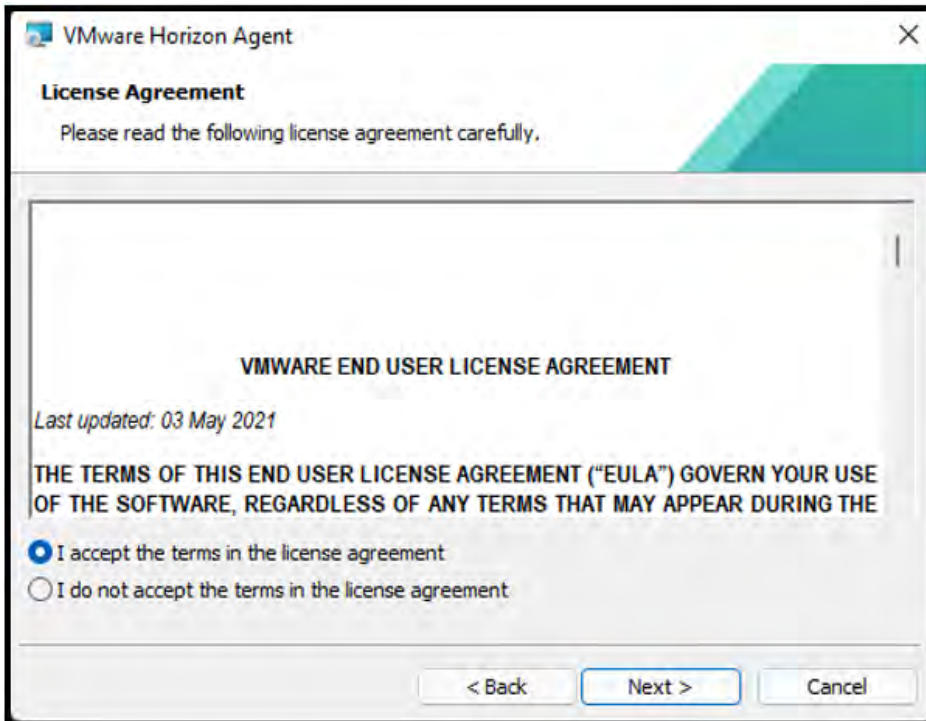 VMware Horizon Agent
License Agreement
Please read the following license agreement carefully.
VMWARE END USER LICENSE AGREEMENT
Last updated: 03 May 2021
THE TERMS OF THIS END USER LICENSE AGREEMENT (“EULA”) GOVERN YOUR USE
OF THE SOFTWARE, REGARDLESS OF ANY TERMS THAT MAY APPEAR DURING THE
I accept the terms in the license agreement
I do not accept the terms in the license agreement
< Back Next > Cancel